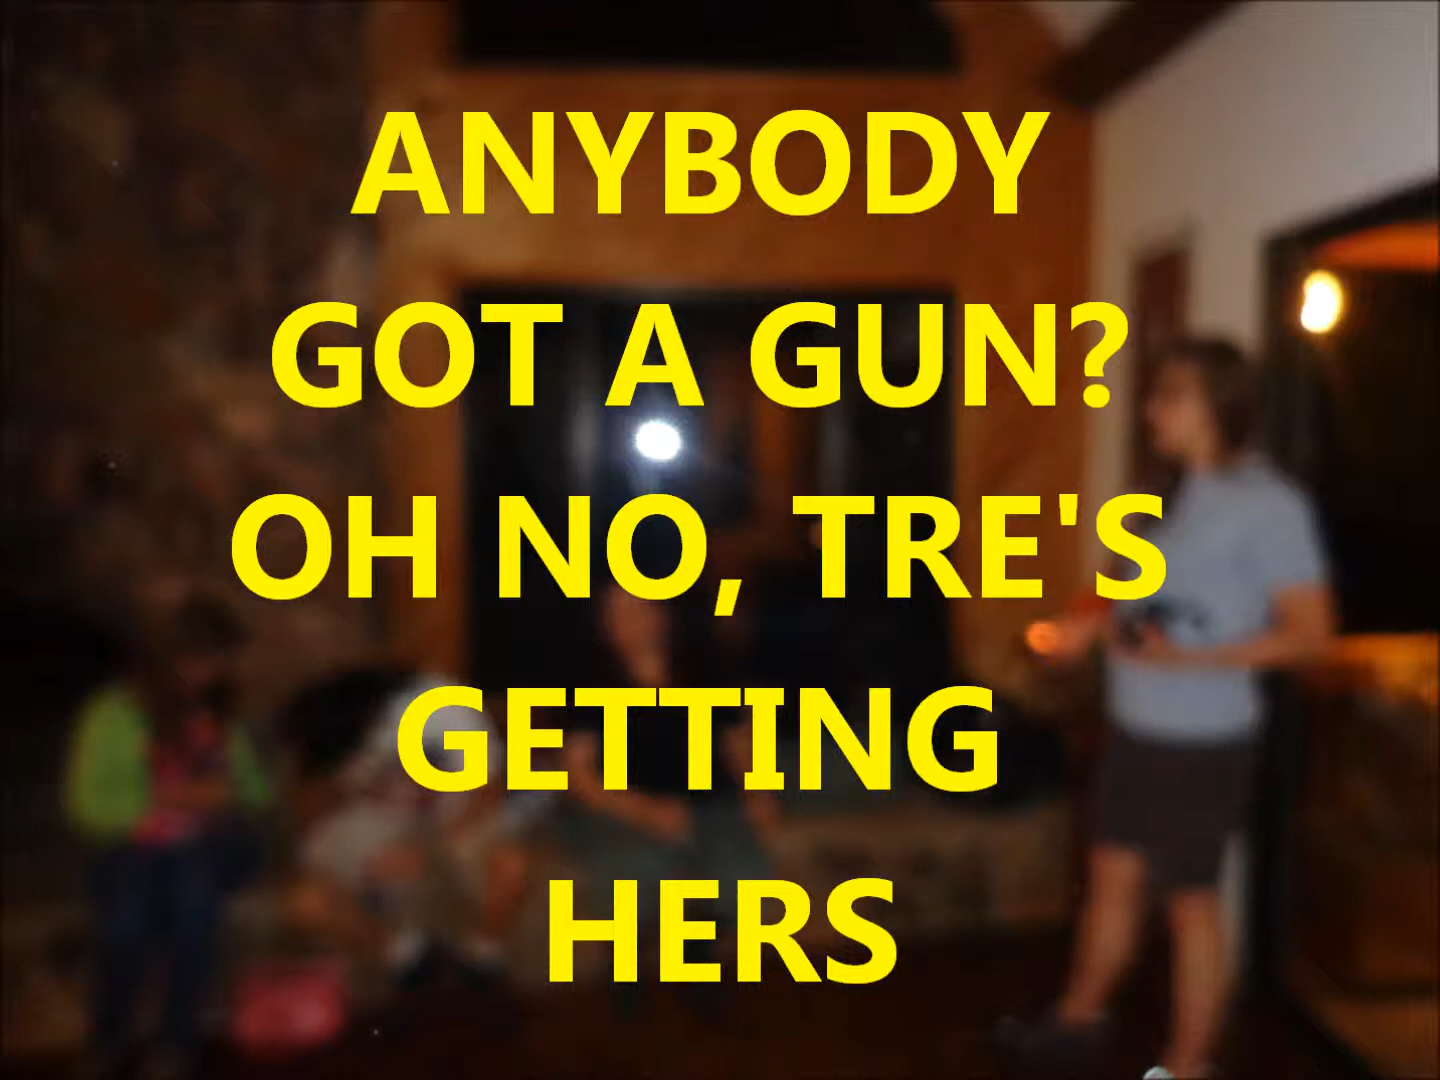 ANYBODY
GOT A GUN?
OH NO, TRE'S
GETTING
HERS